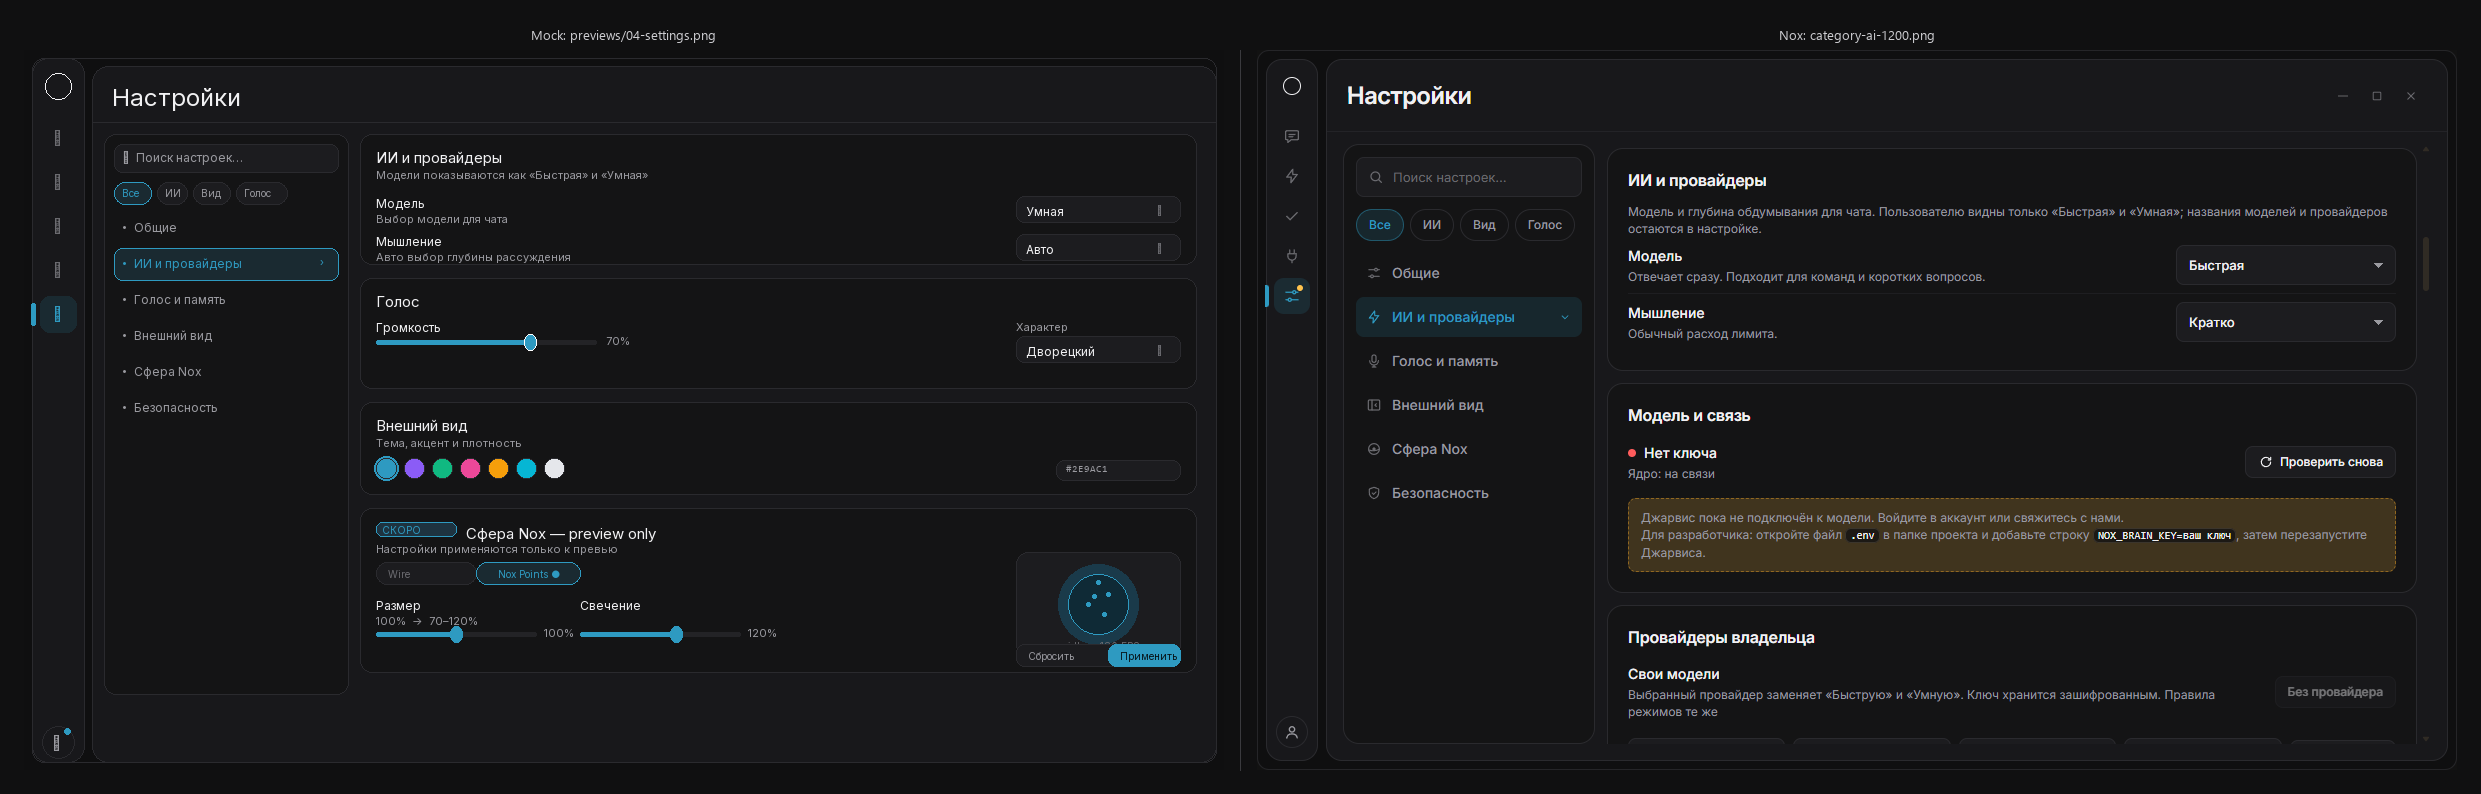 Mock: previews/04-settings.png
Настройки
Поиск настроек...
Все
ИИ
Вид
Голос
Общие
ИИ и провайдеры
Голос и память
Внешний вид
Сфера Nox
Безопасность
ИИ и провайдеры
Модели показываются как «Быстрая» и «Умная»
Модель
Выбор модели для чата
Умная
Мышление
Авто выбор глубины рассуждения
Авто
Голос
Громкость
70%
Характер
Дворецкий
Внешний вид
Тема, акцент и плотность
#2E9AC1
СКОРО
Сфера Nox — preview only
Настройки применяются только к превью
Wire
Nox Points
Размер
100% → 70–120%
100%
Свечение
120%
Сбросить
Применить
Nox: category-ai-1200.png
Настройки
Поиск настроек...
Все
ИИ
Вид
Голос
Общие
ИИ и провайдеры
Голос и память
Внешний вид
Сфера Nox
Безопасность
ИИ и провайдеры
Модель и глубина обдумывания для чата. Пользователю видны только «Быстрая» и «Умная»; названия моделей и провайдеров
остаются в настройке.
Модель
Отвечает сразу. Подходит для команд и коротких вопросов.
Быстрая
Мышление
Обычный расход лимита.
Кратко
Модель и связь
Нет ключа
Ядро: на связи
Проверить снова
Джарвис пока не подключён к модели. Войдите в аккаунт или свяжитесь с нами.
Для разработчика: откройте файл .env в папке проекта и добавьте строку NOX_BRAIN_KEY=ваш ключ, затем перезапустите
Джарвиса.
Провайдеры владельца
Свои модели
Выбранный провайдер заменяет «Быструю» и «Умную». Ключ хранится зашифрованным. Правила
режимов те же
Без провайдера